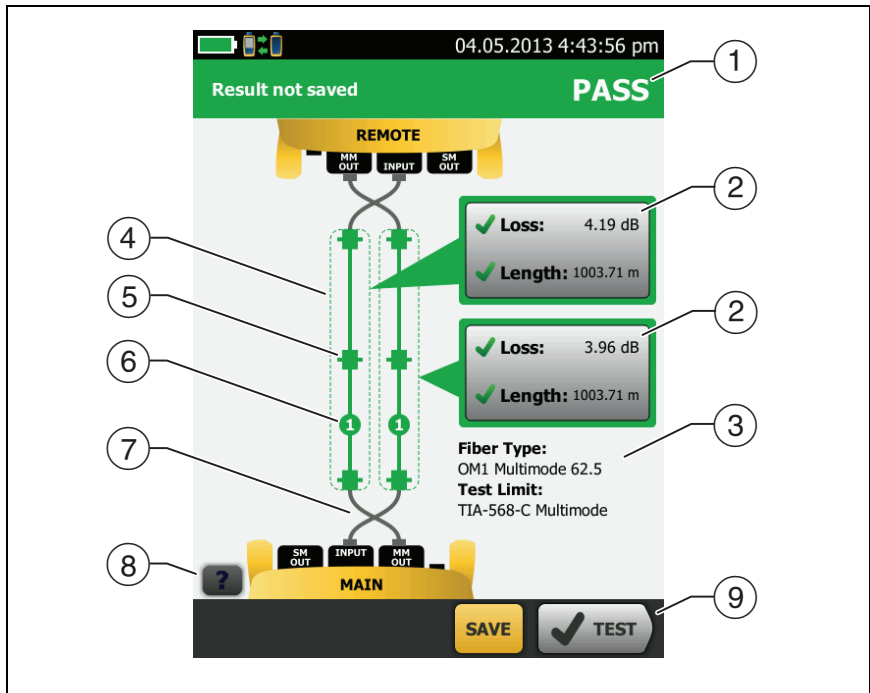 04.05.2013 4:43:56 pm
Result not saved
PASS
1
REMOTE
MM OUT
INPUT
SM OUT
2
Loss: 4.19 dB
Length: 1003.71 m
4
5
2
Loss: 3.96 dB
Length: 1003.71 m
6
1
1
3
Fiber Type:
OM1 Multimode 62.5
Test Limit:
TIA-568-C Multimode
7
SM OUT
INPUT
MM OUT
8
?
MAIN
9
SAVE
TEST